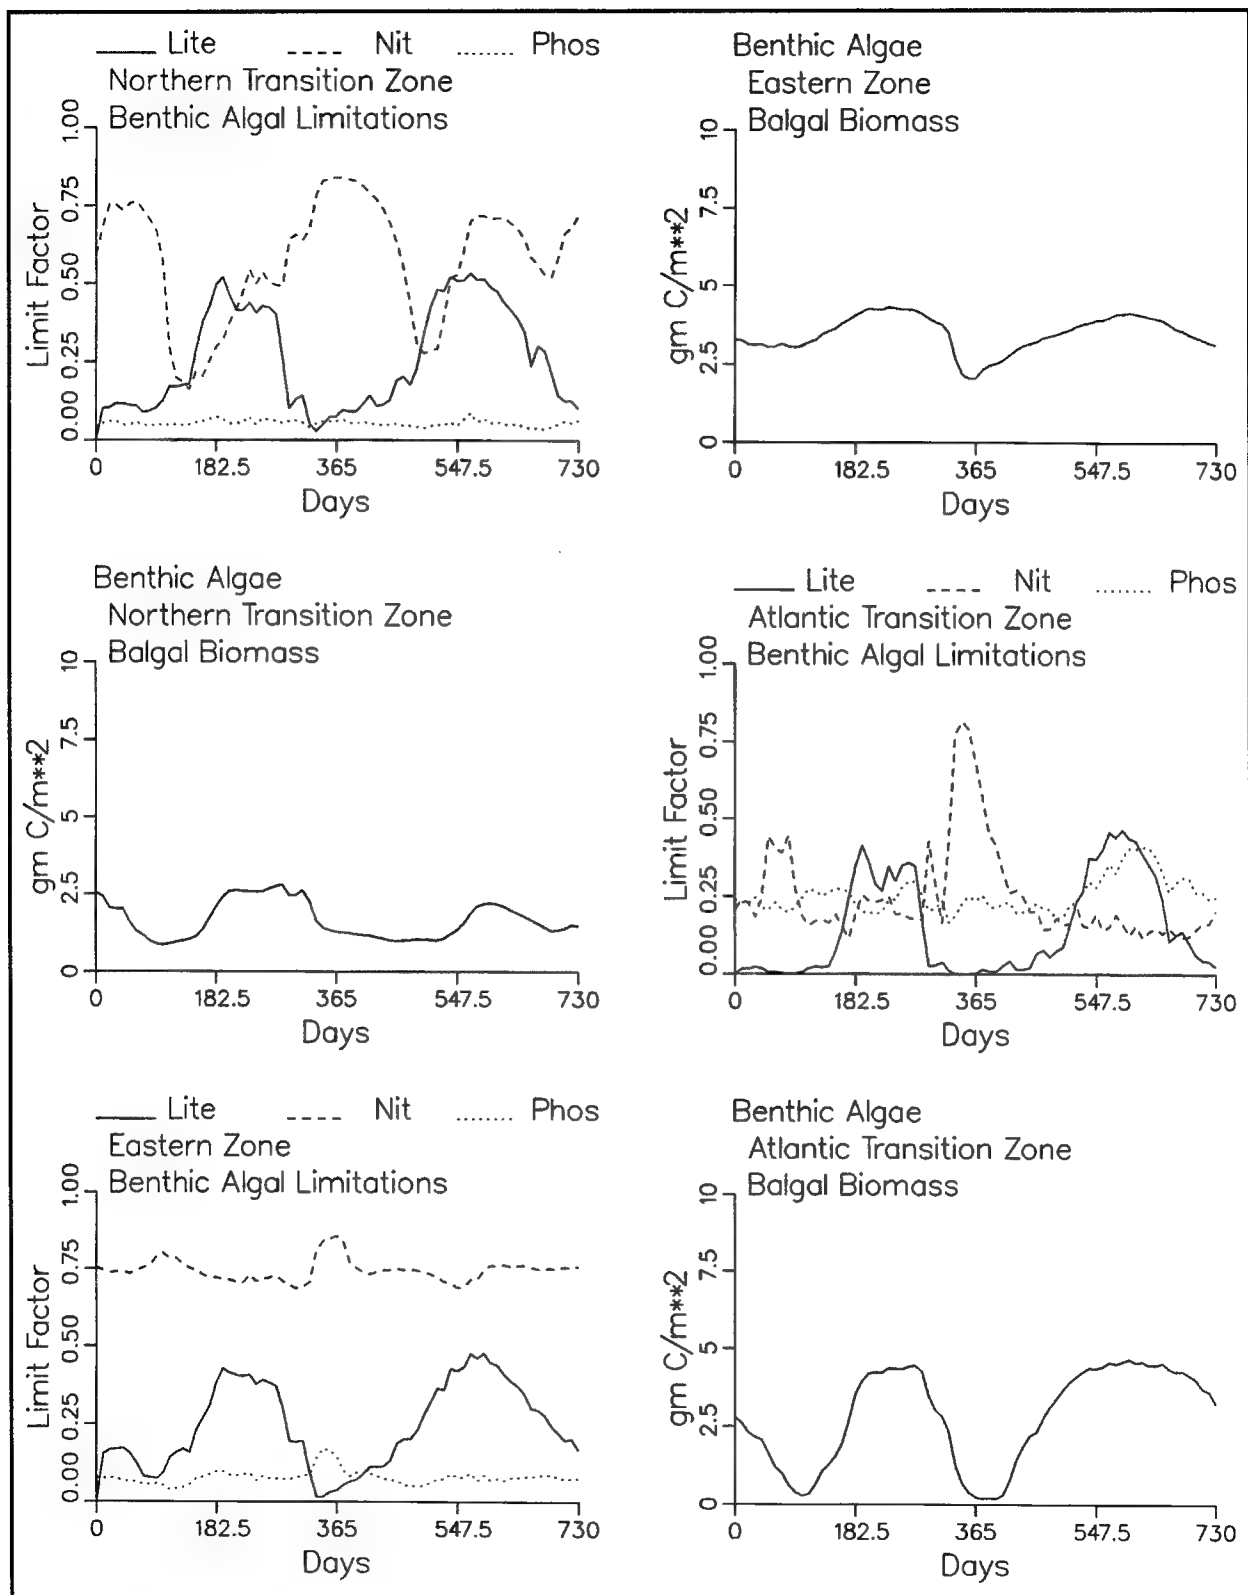 Lite Nit Phos
Northern Transition Zone
Benthic Algal Limitations
1.00
0.75
0.50
0.25
0.00
Limit Factor
0 182.5 365 547.5 730
Days
Benthic Algae
Eastern Zone
Balgal Biomass
10
7.5
5
2.5
0
gm C/m**2
0 182.5 365 547.5 730
Days
Benthic Algae
Northern Transition Zone
Balgal Biomass
10
7.5
5
2.5
0
gm C/m**2
0 182.5 365 547.5 730
Days
Lite Nit Phos
Atlantic Transition Zone
Benthic Algal Limitations
1.00
0.75
0.50
0.25
0.00
Limit Factor
0 182.5 365 547.5 730
Days
Lite Nit Phos
Eastern Zone
Benthic Algal Limitations
1.00
0.75
0.50
0.25
0.00
Limit Factor
0 182.5 365 547.5 730
Days
Benthic Algae
Atlantic Transition Zone
Balgal Biomass
10
7.5
5
2.5
0
gm C/m**2
0 182.5 365 547.5 730
Days